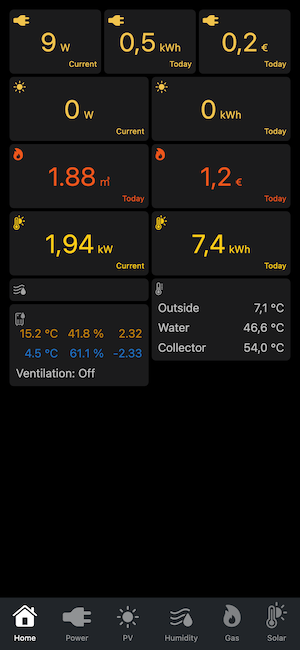 9 W
Current
0,5 kWh
Today
0,2 €
Today
0 W
Current
0 kWh
Today
1.88 ㎥
Today
1,2 €
Today
1,94 kW
Current
7,4 kWh
Today
15.2 °C 41.8 % 2.32
4.5 °C 61.1 % -2.33
Ventilation: Off
Outside 7,1 °C
Water 46,6 °C
Collector 54,0 °C
Home Power PV Humidity Gas Solar